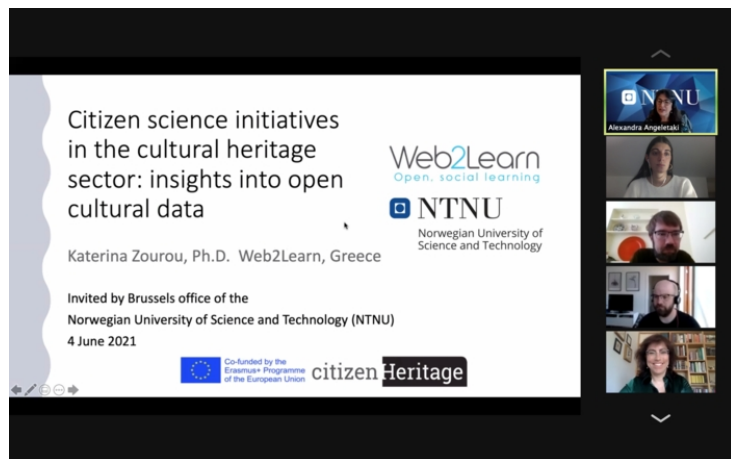 Citizen science initiatives
in the cultural heritage
sector: insights into open
cultural data
Web2Learn
Open, social learning
NTNU
Norwegian University of
Science and Technology
Katerina Zourou, Ph.D. Web2Learn, Greece
Invited by Brussels office of the
Norwegian University of Science and Technology (NTNU)
4 June 2021
Co-funded by the
Erasmus+ Programme
of the European Union
citizen Heritage
NTNU
Alexandra Angeletaki